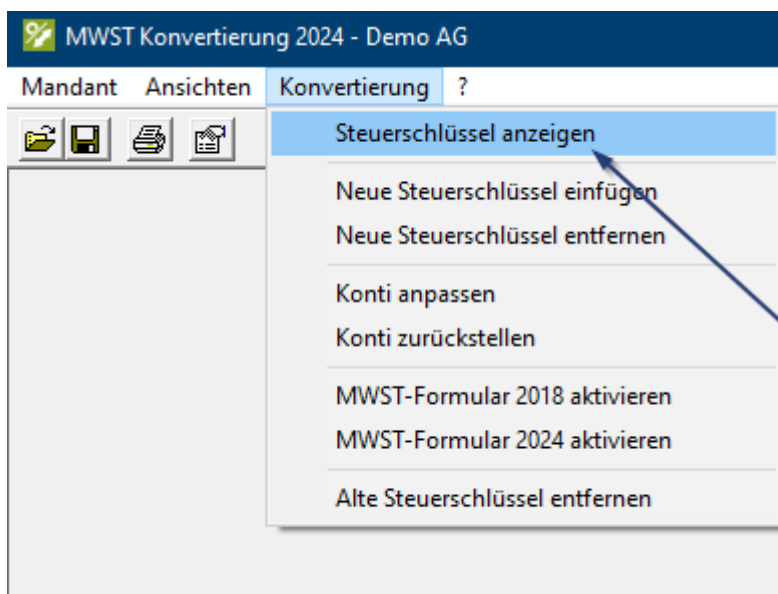 MWST Konvertierung 2024 - Demo AG
Mandant Ansichten Konvertierung ?
Steuerschlüssel anzeigen
Neue Steuerschlüssel einfügen
Neue Steuerschlüssel entfernen
Konti anpassen
Konti zurückstellen
MWST-Formular 2018 aktivieren
MWST-Formular 2024 aktivieren
Alte Steuerschlüssel entfernen